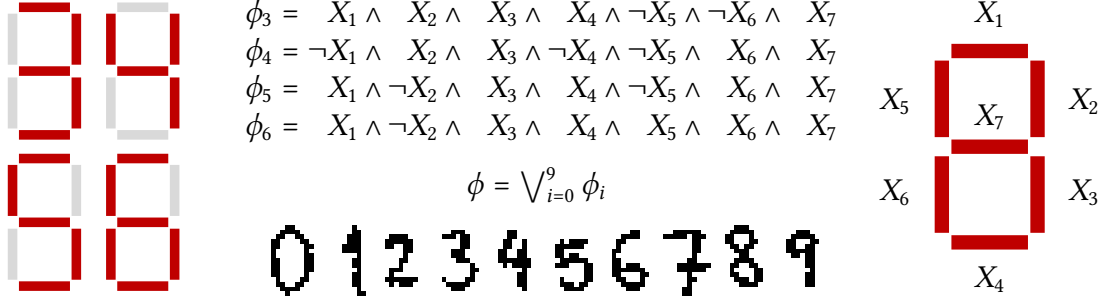 ϕ₃ = X₁ ∧ X₂ ∧ X₃ ∧ X₄ ∧ ¬X₅ ∧ ¬X₆ ∧ X₇
ϕ₄ = ¬X₁ ∧ X₂ ∧ X₃ ∧ ¬X₄ ∧ ¬X₅ ∧ X₆ ∧ X₇
ϕ₅ = X₁ ∧ ¬X₂ ∧ X₃ ∧ X₄ ∧ ¬X₅ ∧ X₆ ∧ X₇
ϕ₆ = X₁ ∧ ¬X₂ ∧ X₃ ∧ X₄ ∧ X₅ ∧ X₆ ∧ X₇
ϕ = ⋁⁹ᵢ₌₀ ϕᵢ
0 1 2 3 4 5 6 7 8 9
X₁
X₅ X₂
X₇
X₆ X₃
X₄